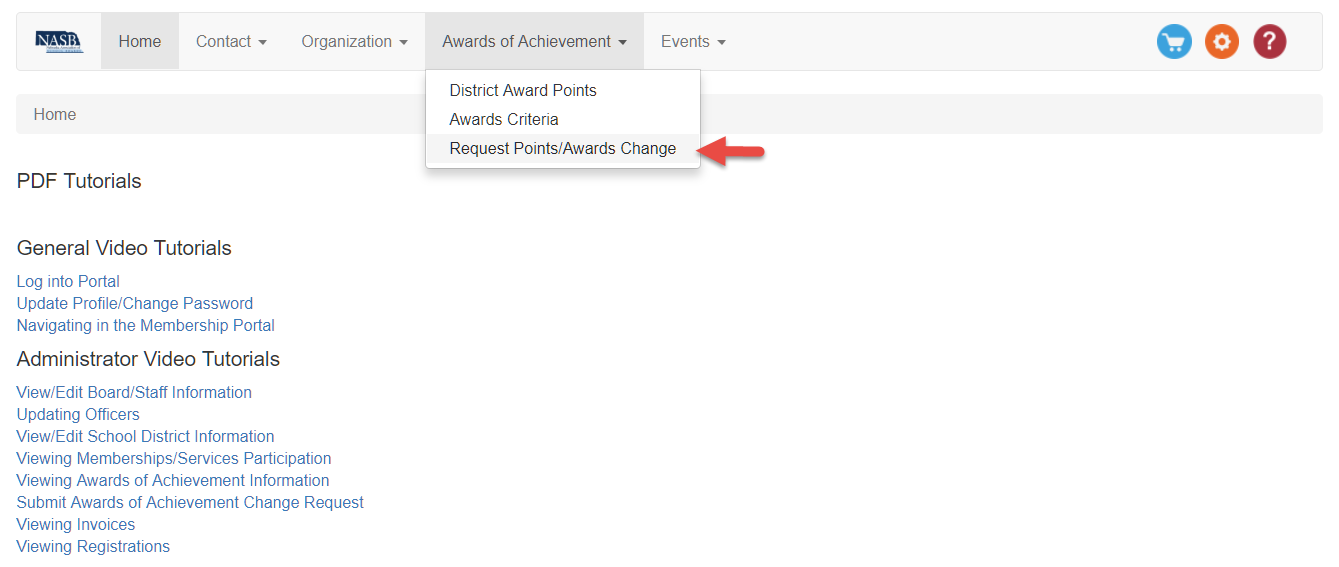 NASB
Home
Contact
Organization
Awards of Achievement
Events
?
District Award Points
Awards Criteria
Request Points/Awards Change
Home
PDF Tutorials
General Video Tutorials
Log into Portal
Update Profile/Change Password
Navigating in the Membership Portal
Administrator Video Tutorials
View/Edit Board/Staff Information
Updating Officers
View/Edit School District Information
Viewing Memberships/Services Participation
Viewing Awards of Achievement Information
Submit Awards of Achievement Change Request
Viewing Invoices
Viewing Registrations